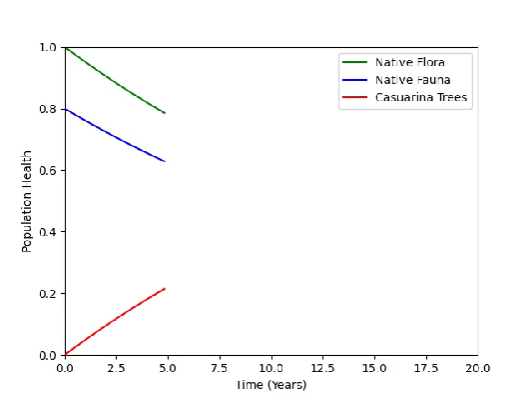 1.0
0.8
0.6
0.4
0.2
0.0
Population Health
Native Flora
Native Fauna
Casuarina Trees
0.0 2.5 5.0 7.5 10.0 12.5 15.0 17.5 20.0
Time (Years)